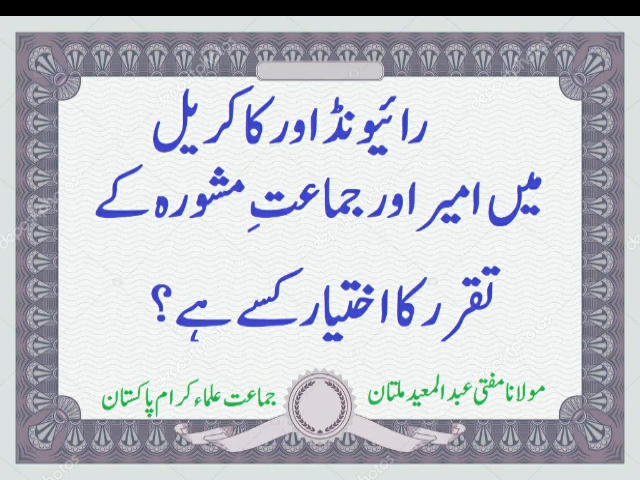 رائیونڈ اور کاکریل
میں امیر اور جماعتِ مشورہ کے
تقرر کا اختیار کسے ہے؟
مولانا مفتی عبدالمعید ملتان
جماعت علماء کرام پاکستان